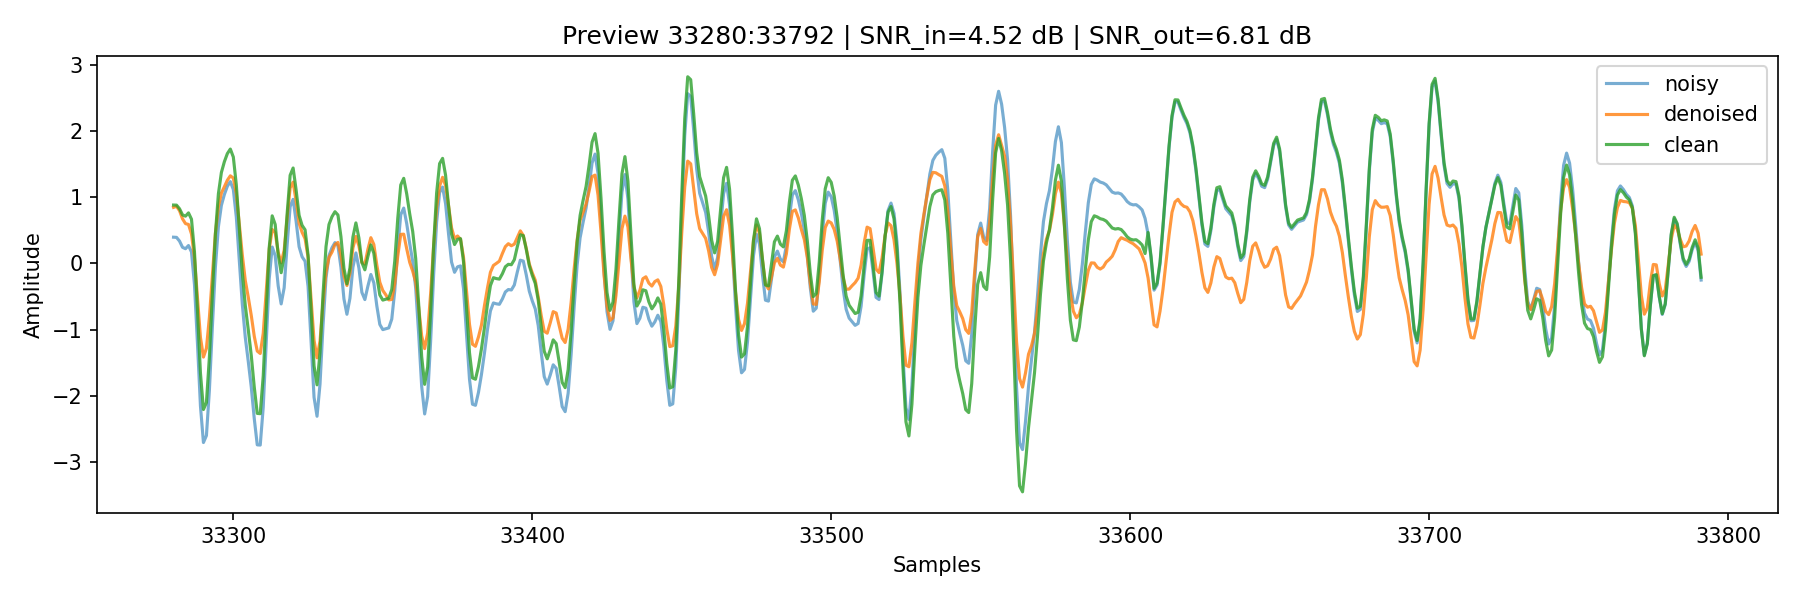 Preview 33280:33792 | SNR_in=4.52 dB | SNR_out=6.81 dB
noisy
denoised
clean
Amplitude
3
2
1
0
−1
−2
−3
33300 33400 33500 33600 33700 33800
Samples